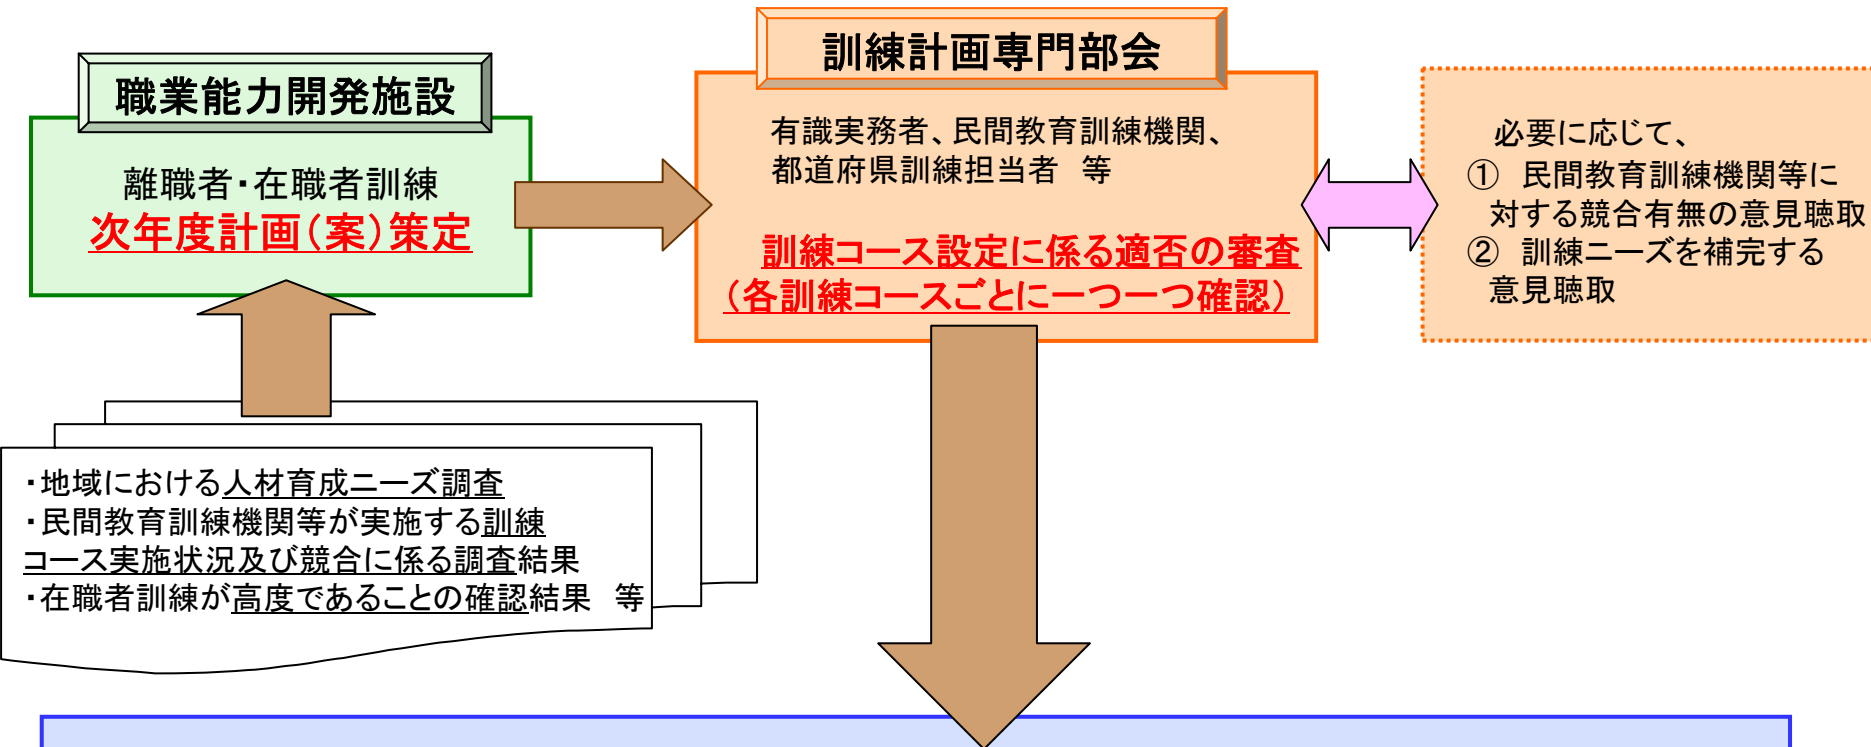 職業能力開発施設
離職者・在職者訓練
次年度計画（案）策定
訓練計画専門部会
有識実務者、民間教育訓練機関、
都道府県訓練担当者　等
訓練コース設定に係る適否の審査
（各訓練コースごとに一つ一つ確認）
必要に応じて、
①　民間教育訓練機関等に
対する競合有無の意見聴取
②　訓練ニーズを補完する
意見聴取
・地域における人材育成ニーズ調査
・民間教育訓練機関等が実施する訓練
コース実施状況及び競合に係る調査結果
・在職者訓練が高度であることの確認結果　等